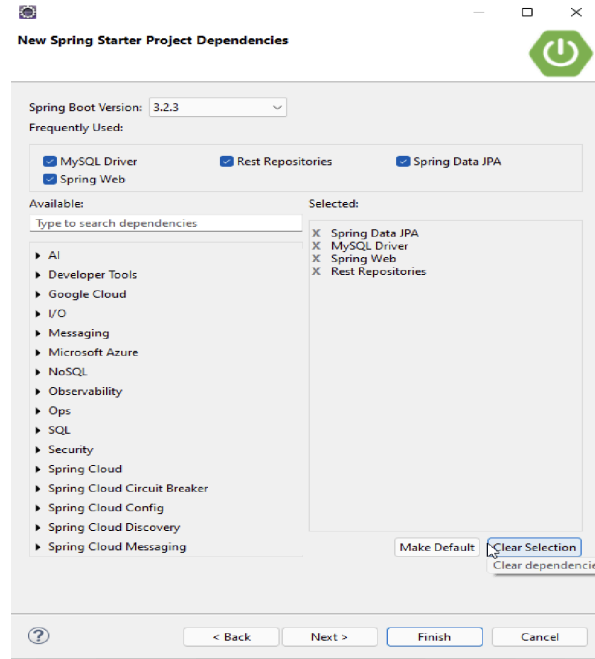 New Spring Starter Project Dependencies
Spring Boot Version: 3.2.3
Frequently Used:
MySQL Driver Rest Repositories Spring Data JPA
Spring Web
Available: Selected:
Type to search dependencies
X Spring Data JPA
X MySQL Driver
X Spring Web
X Rest Repositories
AI
Developer Tools
Google Cloud
I/O
Messaging
Microsoft Azure
NoSQL
Observability
Ops
SQL
Security
Spring Cloud
Spring Cloud Circuit Breaker
Spring Cloud Config
Spring Cloud Discovery
Spring Cloud Messaging
Make Default Clear Selection
Clear dependencie
? < Back Next > Finish Cancel